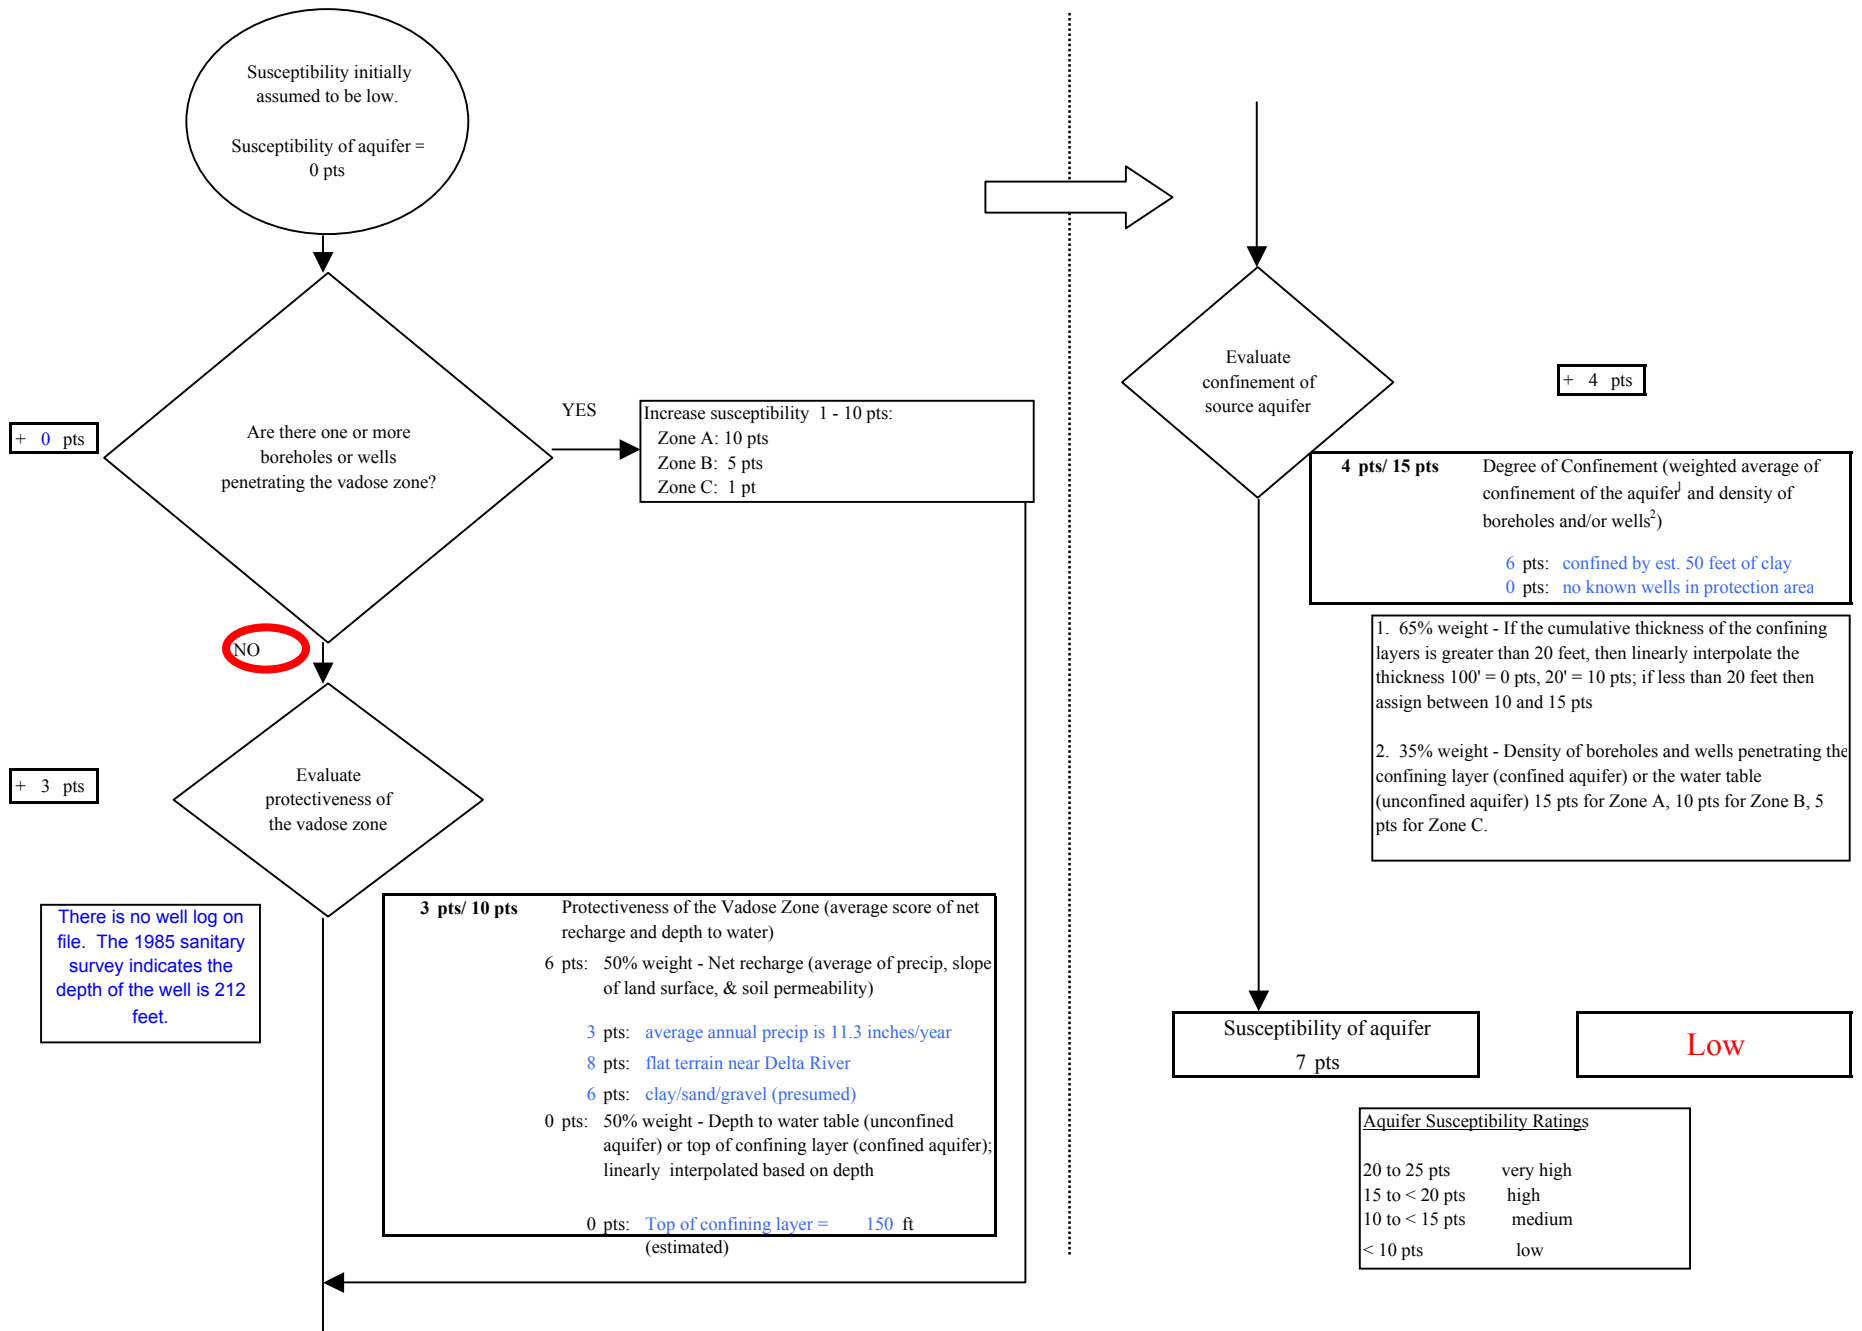 Susceptibility initially
assumed to be low.
Susceptibility of aquifer =
0 pts
+ 0 pts
Are there one or more
boreholes or wells
penetrating the vadose zone?
YES
Increase susceptibility 1 - 10 pts:
Zone A: 10 pts
Zone B: 5 pts
Zone C: 1 pt
NO
+ 3 pts
Evaluate
protectiveness of
the vadose zone
There is no well log on
file. The 1985 sanitary
survey indicates the
depth of the well is 212
feet.
3 pts/ 10 pts Protectiveness of the Vadose Zone (average score of net
recharge and depth to water)
6 pts: 50% weight - Net recharge (average of precip, slope
of land surface, & soil permeability)
3 pts: average annual precip is 11.3 inches/year
8 pts: flat terrain near Delta River
6 pts: clay/sand/gravel (presumed)
0 pts: 50% weight - Depth to water table (unconfined
aquifer) or top of confining layer (confined aquifer);
linearly interpolated based on depth
0 pts: Top of confining layer = 150 ft
(estimated)
Evaluate
confinement of
source aquifer
+ 4 pts
4 pts/ 15 pts Degree of Confinement (weighted average of
confinement of the aquifer1 and density of
boreholes and/or wells2)
6 pts: confined by est. 50 feet of clay
0 pts: no known wells in protection area
1. 65% weight - If the cumulative thickness of the confining
layers is greater than 20 feet, then linearly interpolate the
thickness 100' = 0 pts, 20' = 10 pts; if less than 20 feet then
assign between 10 and 15 pts
2. 35% weight - Density of boreholes and wells penetrating the
confining layer (confined aquifer) or the water table
(unconfined aquifer) 15 pts for Zone A, 10 pts for Zone B, 5
pts for Zone C.
Susceptibility of aquifer
7 pts
Low
Aquifer Susceptibility Ratings
20 to 25 pts very high
15 to < 20 pts high
10 to < 15 pts medium
< 10 pts low